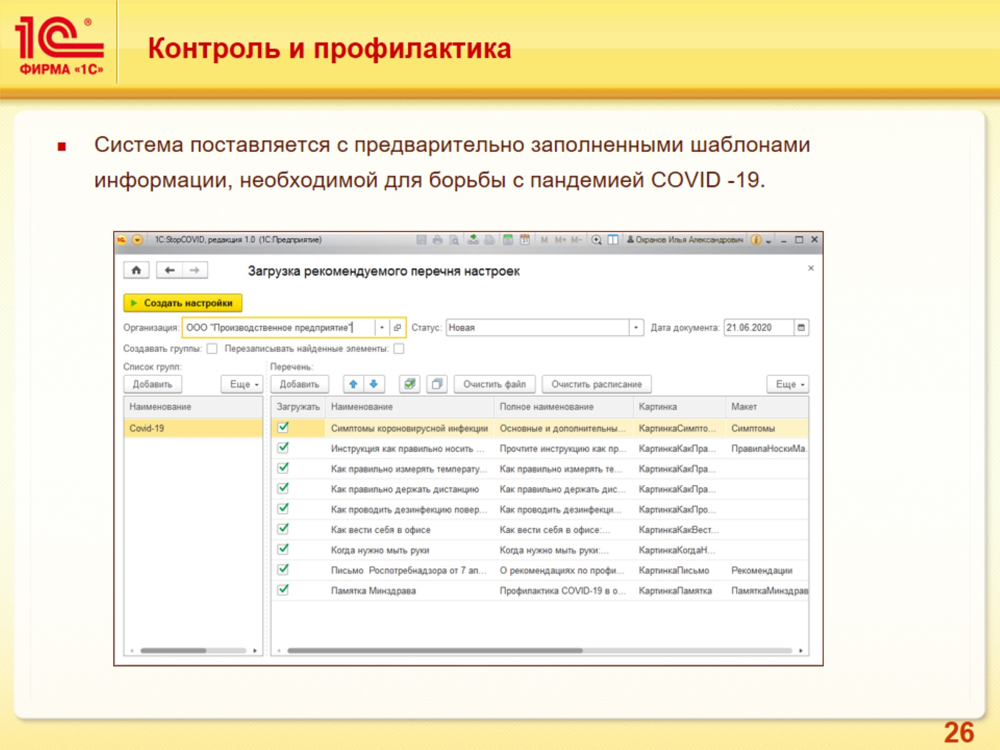 1С®
ФИРМА «1С»
Контроль и профилактика
Система поставляется с предварительно заполненными шаблонами
информации, необходимой для борьбы с пандемией COVID -19.
1С:StopCOVID, редакция 1.0 (1С:Предприятие)
M M+ M- Охранов Илья Александрович
Загрузка рекомендуемого перечня настроек
Создать настройки
Организация: ООО "Производственное предприятие" Статус: Новая Дата документа: 21.06.2020
Создавать группы: Перезаписывать найденные элементы:
Список групп: Перечень:
Добавить Еще Добавить Очистить файл Очистить расписание Еще
Наименование Загружать Наименование Полное наименование Картинка Макет
Covid-19 Симптомы короновирусной инфекции Основные и дополнительны... КартинкаСимпто... Симптомы
Инструкция как правильно носить ... Прочтите инструкцию как пр... КартинкаКакПра... ПравилаНоскиМа.
Как правильно измерять температу... Как правильно измерять те... КартинкаКакПра...
Как правильно держать дистанцию Как правильно держать дис... КартинкаКакПра...
Как проводить дезинфекцию повер... Как проводить дезинфекци... КартинкаКакПро...
Как вести себя в офисе Как вести себя в офисе:... КартинкаКакВест...
Когда нужно мыть руки Когда нужно мыть руки:... КартинкаКогдаН...
Письмо Роспотребнадзора от 7 ап... О рекомендациях по профи... КартинкаПисьмо Рекомендации
Памятка Минздрава Профилактика COVID-19 в о... КартинкаПамятка ПамяткаМинздрав
26